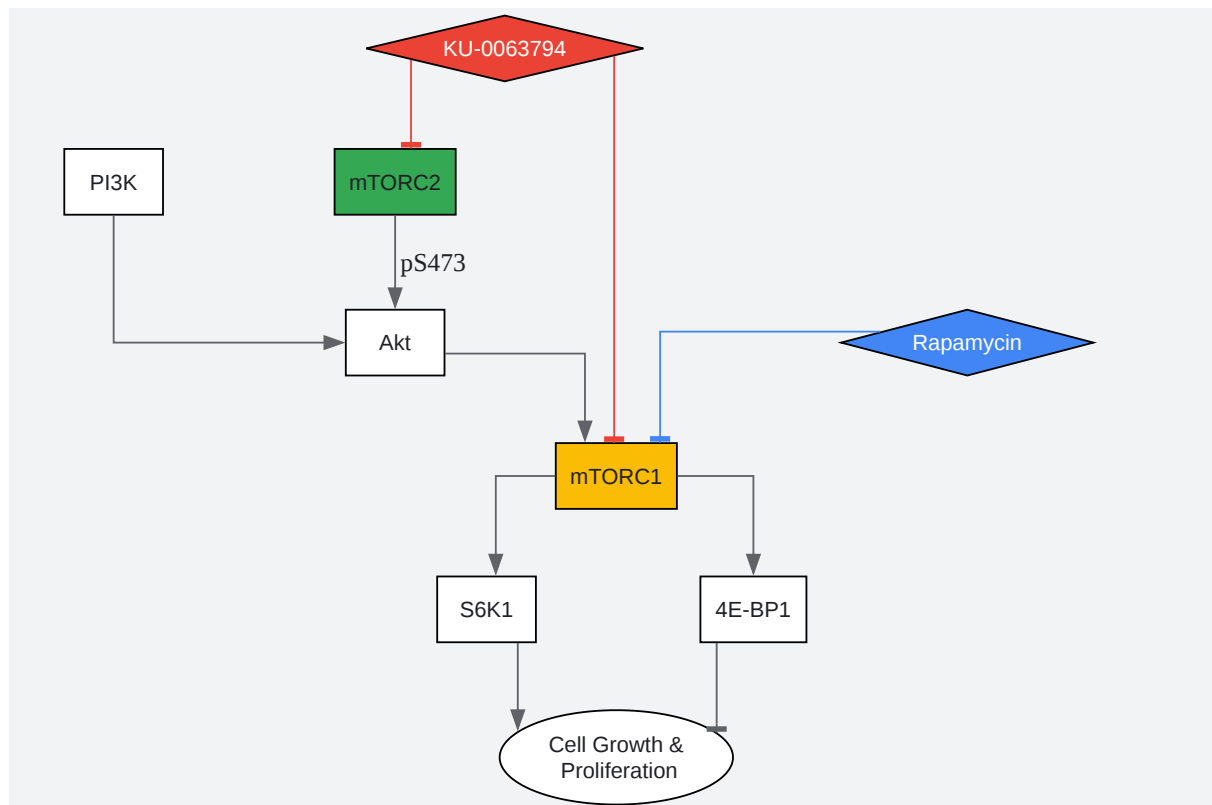 KU-0063794
PI3K
mTORC2
pS473
Akt
Rapamycin
mTORC1
S6K1
4E-BP1
Cell Growth &
Proliferation